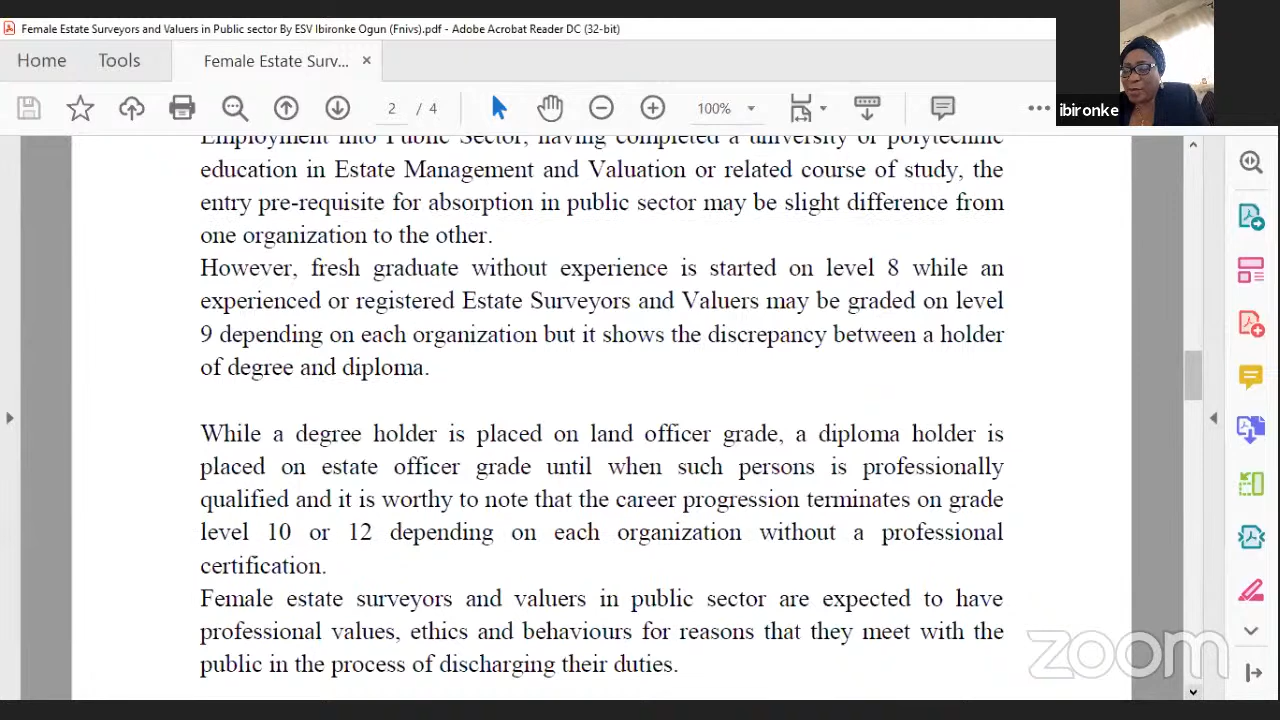 Female Estate Surveyors and Valuers in Public sector By ESV Ibironke Ogun (Fnivs).pdf - Adobe Acrobat Reader DC (32-bit)
Home
Tools
Female Estate Surv...
2 / 4
100%
ibironke
Employment into Public Sector, having completed a university or polytechnic
education in Estate Management and Valuation or related course of study, the
entry pre-requisite for absorption in public sector may be slight difference from
one organization to the other.
However, fresh graduate without experience is started on level 8 while an
experienced or registered Estate Surveyors and Valuers may be graded on level
9 depending on each organization but it shows the discrepancy between a holder
of degree and diploma.
While a degree holder is placed on land officer grade, a diploma holder is
placed on estate officer grade until when such persons is professionally
qualified and it is worthy to note that the career progression terminates on grade
level 10 or 12 depending on each organization without a professional
certification.
Female estate surveyors and valuers in public sector are expected to have
professional values, ethics and behaviours for reasons that they meet with the
public in the process of discharging their duties.
zoom